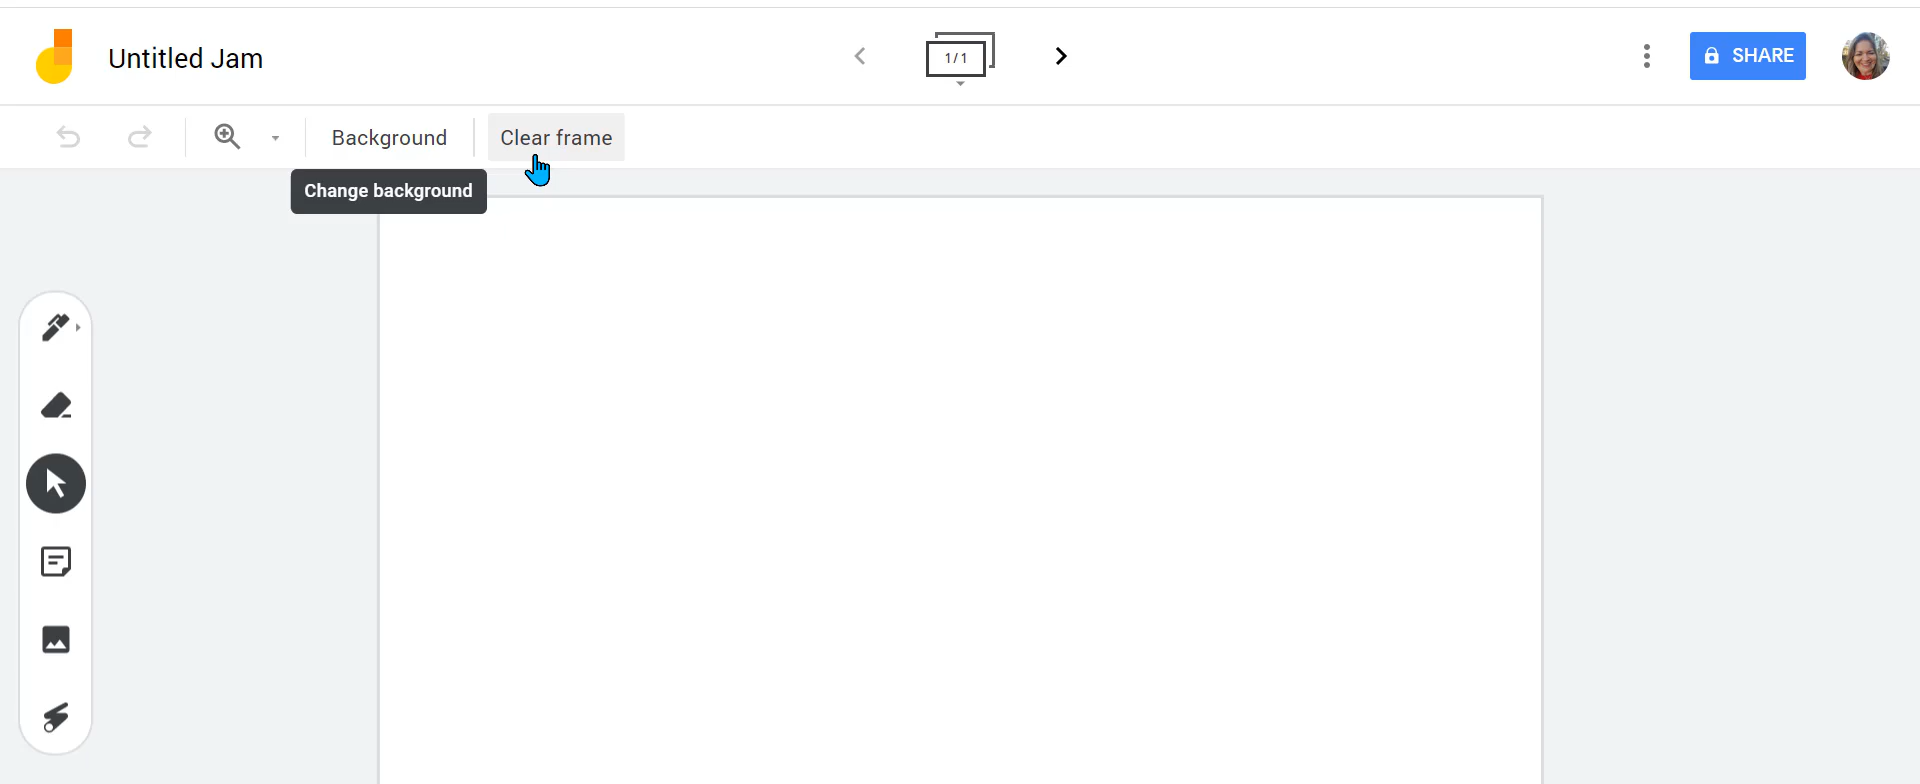 Untitled Jam
1/1
SHARE
Background
Clear frame
Change background